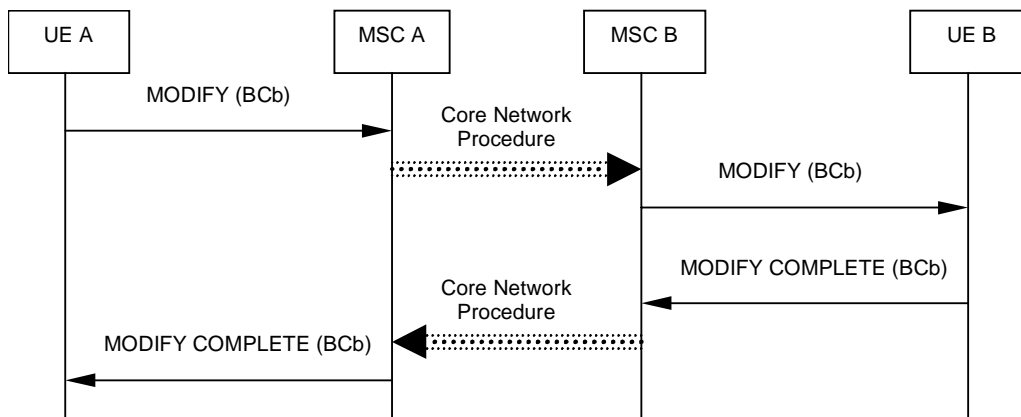 UE A
MSC A
MSC B
UE B
MODIFY (BCb)
Core Network
Procedure
MODIFY (BCb)
MODIFY COMPLETE (BCb)
Core Network
Procedure
MODIFY COMPLETE (BCb)